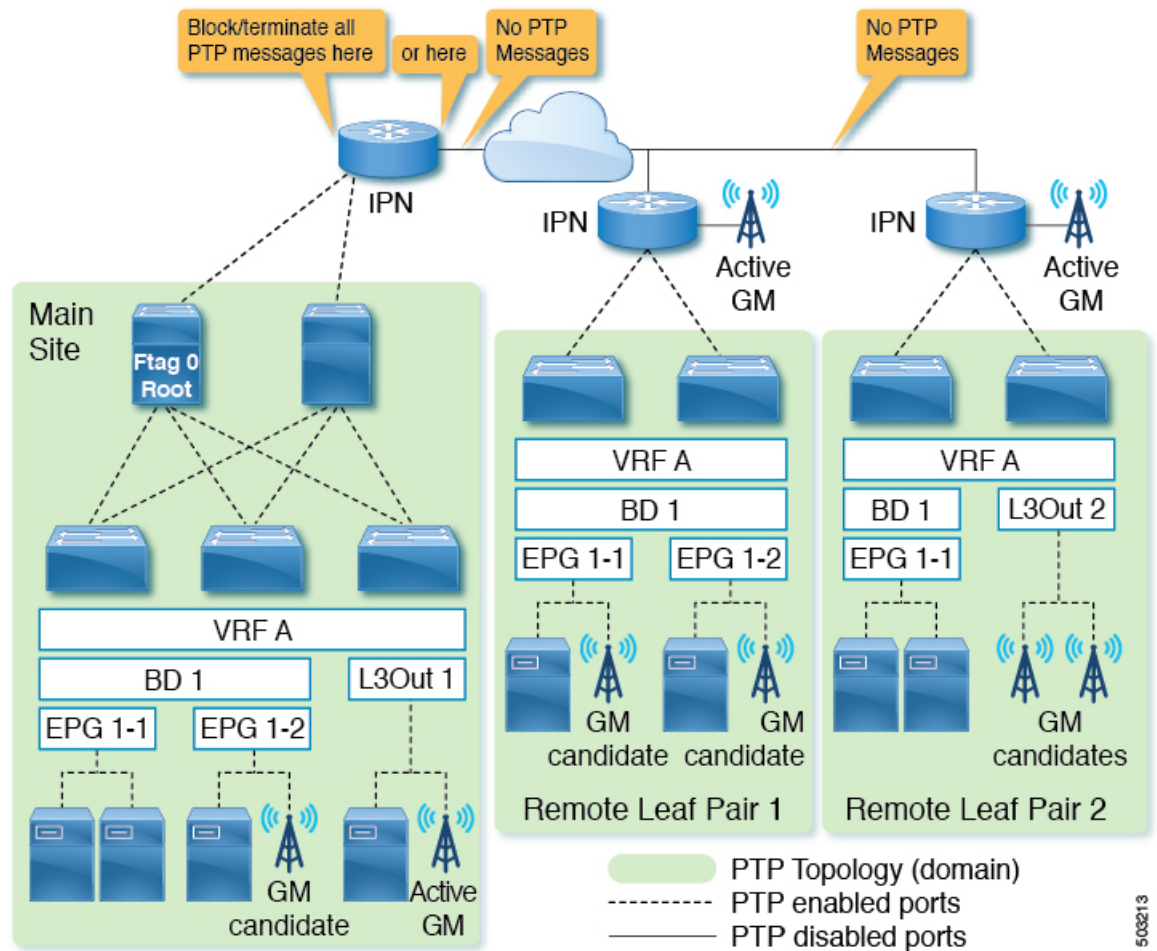 Block/terminate all
PTP messages here
or here
No PTP
Messages
No PTP
Messages
IPN
IPN
Active
GM
IPN
Active
GM
Main
Site
Ftag 0
Root
VRF A
BD 1
L3Out 1
EPG 1-1
EPG 1-2
GM
candidate
Active
GM
VRF A
BD 1
EPG 1-1
EPG 1-2
GM
candidate
GM
candidate
Remote Leaf Pair 1
VRF A
BD 1
L3Out 2
EPG 1-1
GM
candidates
Remote Leaf Pair 2
PTP Topology (domain)
PTP enabled ports
PTP disabled ports
503213